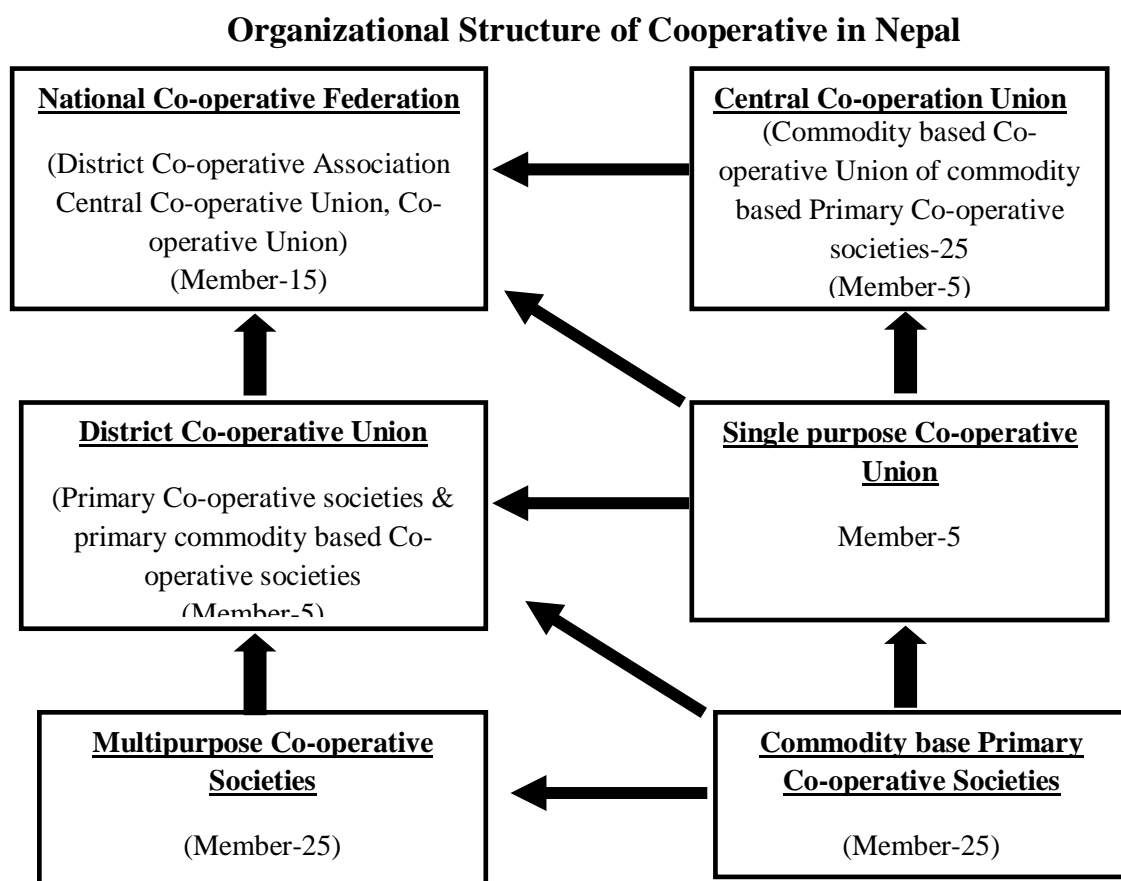 Organizational Structure of Cooperative in Nepal
National Co-operative Federation
(District Co-operative Association
Central Co-operative Union, Co-
operative Union)
(Member-15)
Central Co-operation Union
(Commodity based Co-
operative Union of commodity
based Primary Co-operative
societies-25
(Member-5)
District Co-operative Union
(Primary Co-operative societies &
primary commodity based Co-
operative societies
(Member-5)
Single purpose Co-operative
Union
Member-5
Multipurpose Co-operative
Societies
(Member-25)
Commodity base Primary
Co-operative Societies
(Member-25)